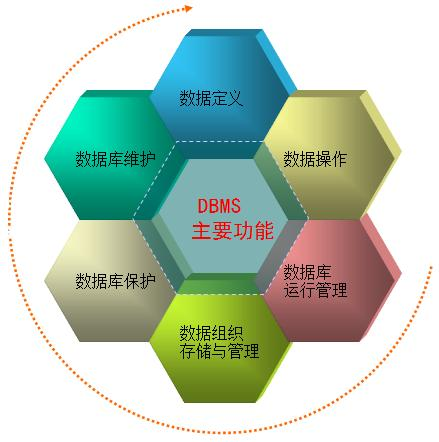 数据定义
数据库维护
数据操作
DBMS
主要功能
数据库保护
数据库
运行管理
数据组织
存储与管理